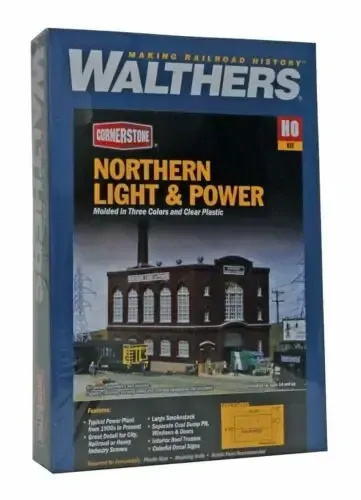 MAKING RAILROAD HISTORY™
WALTHERS®
CORNERSTONE
HO
KIT
NORTHERN
LIGHT & POWER
Molded in Three Colors and Clear Plastic
Features:
• Typical Power Plant
from 1900s to Present
• Great Detail for City,
Railroad or Heavy
Industry Scenes
• Large Smokestack
• Separate Coal Dump Pit,
Windows & Doors
• Interior Roof Trusses
• Colorful Decal Signs
WALTHERS